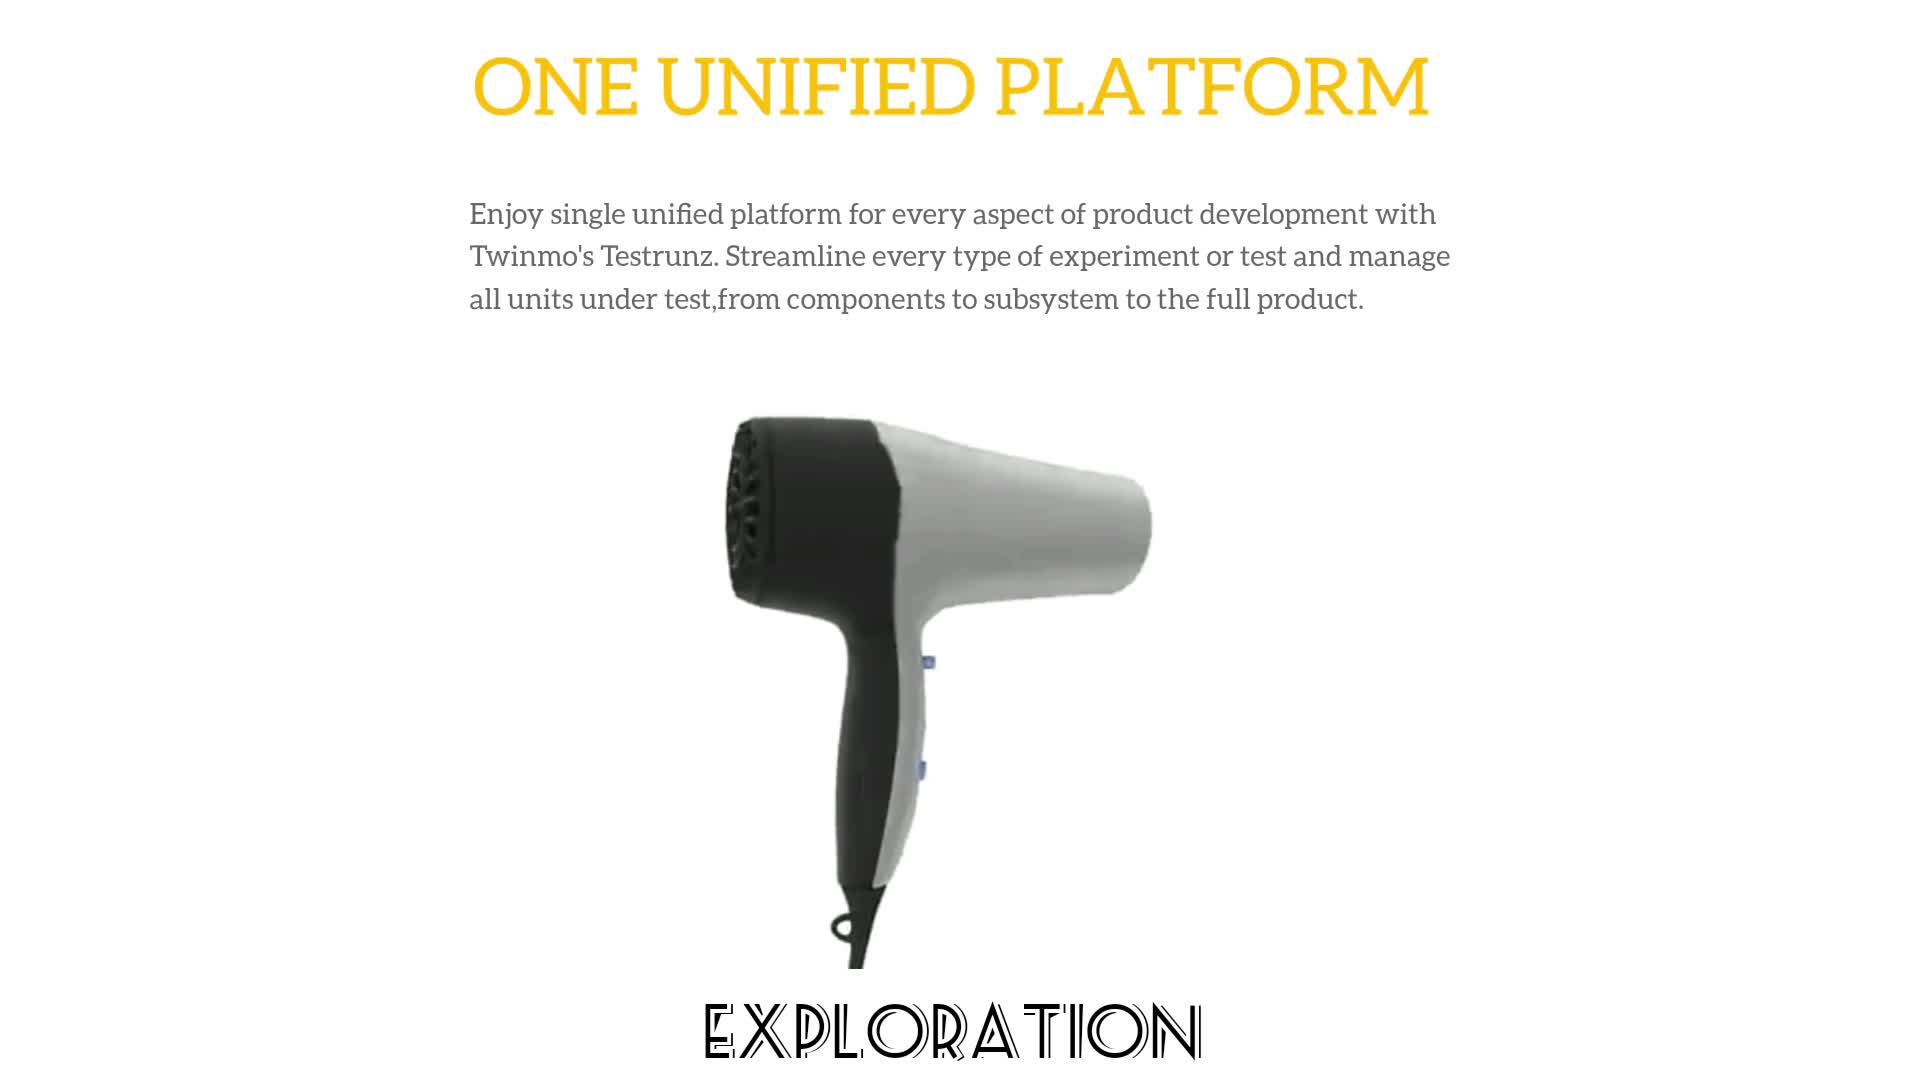 ONE UNIFIED PLATFORM
Enjoy single unified platform for every aspect of product development with
Twinmo's Testrunz. Streamline every type of experiment or test and manage
all units under test,from components to subsystem to the full product.
EXPLORATION